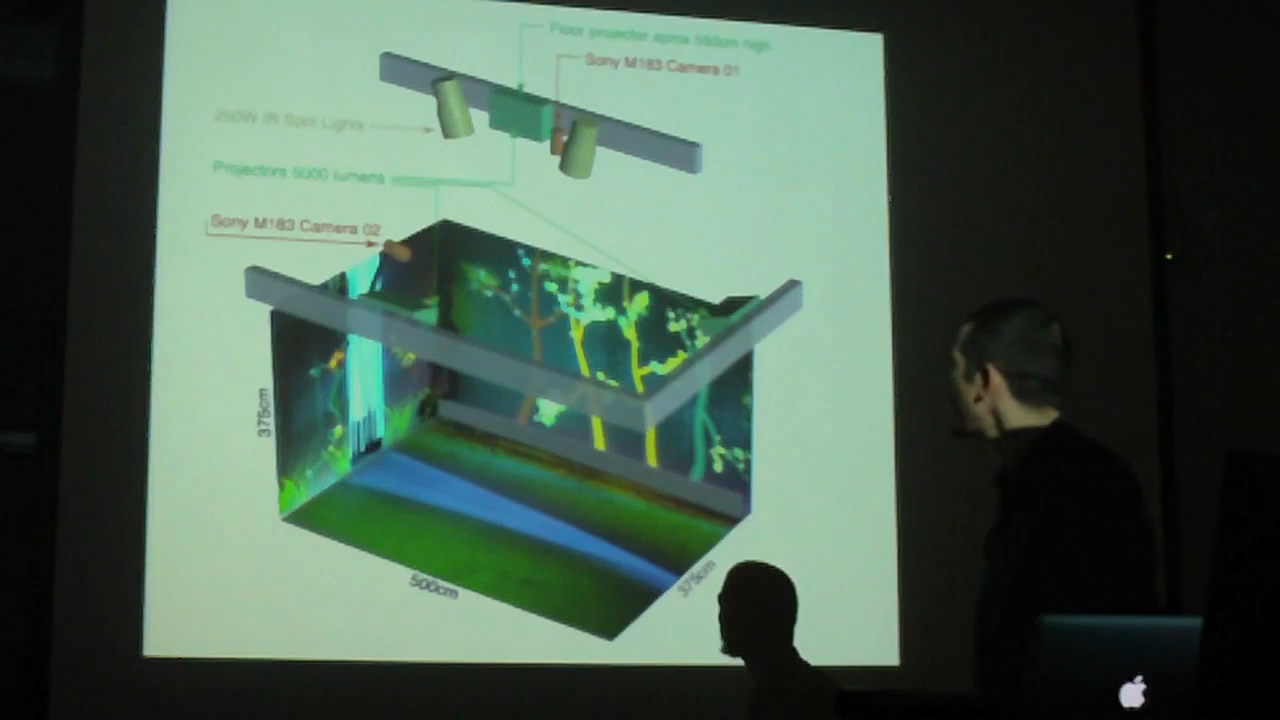 Floor projector aprox 550cm high
Sony M183 Camera 01
250W IR Spot Lights
Projectors 5000 lumens
Sony M183 Camera 02
375cm
500cm
375cm